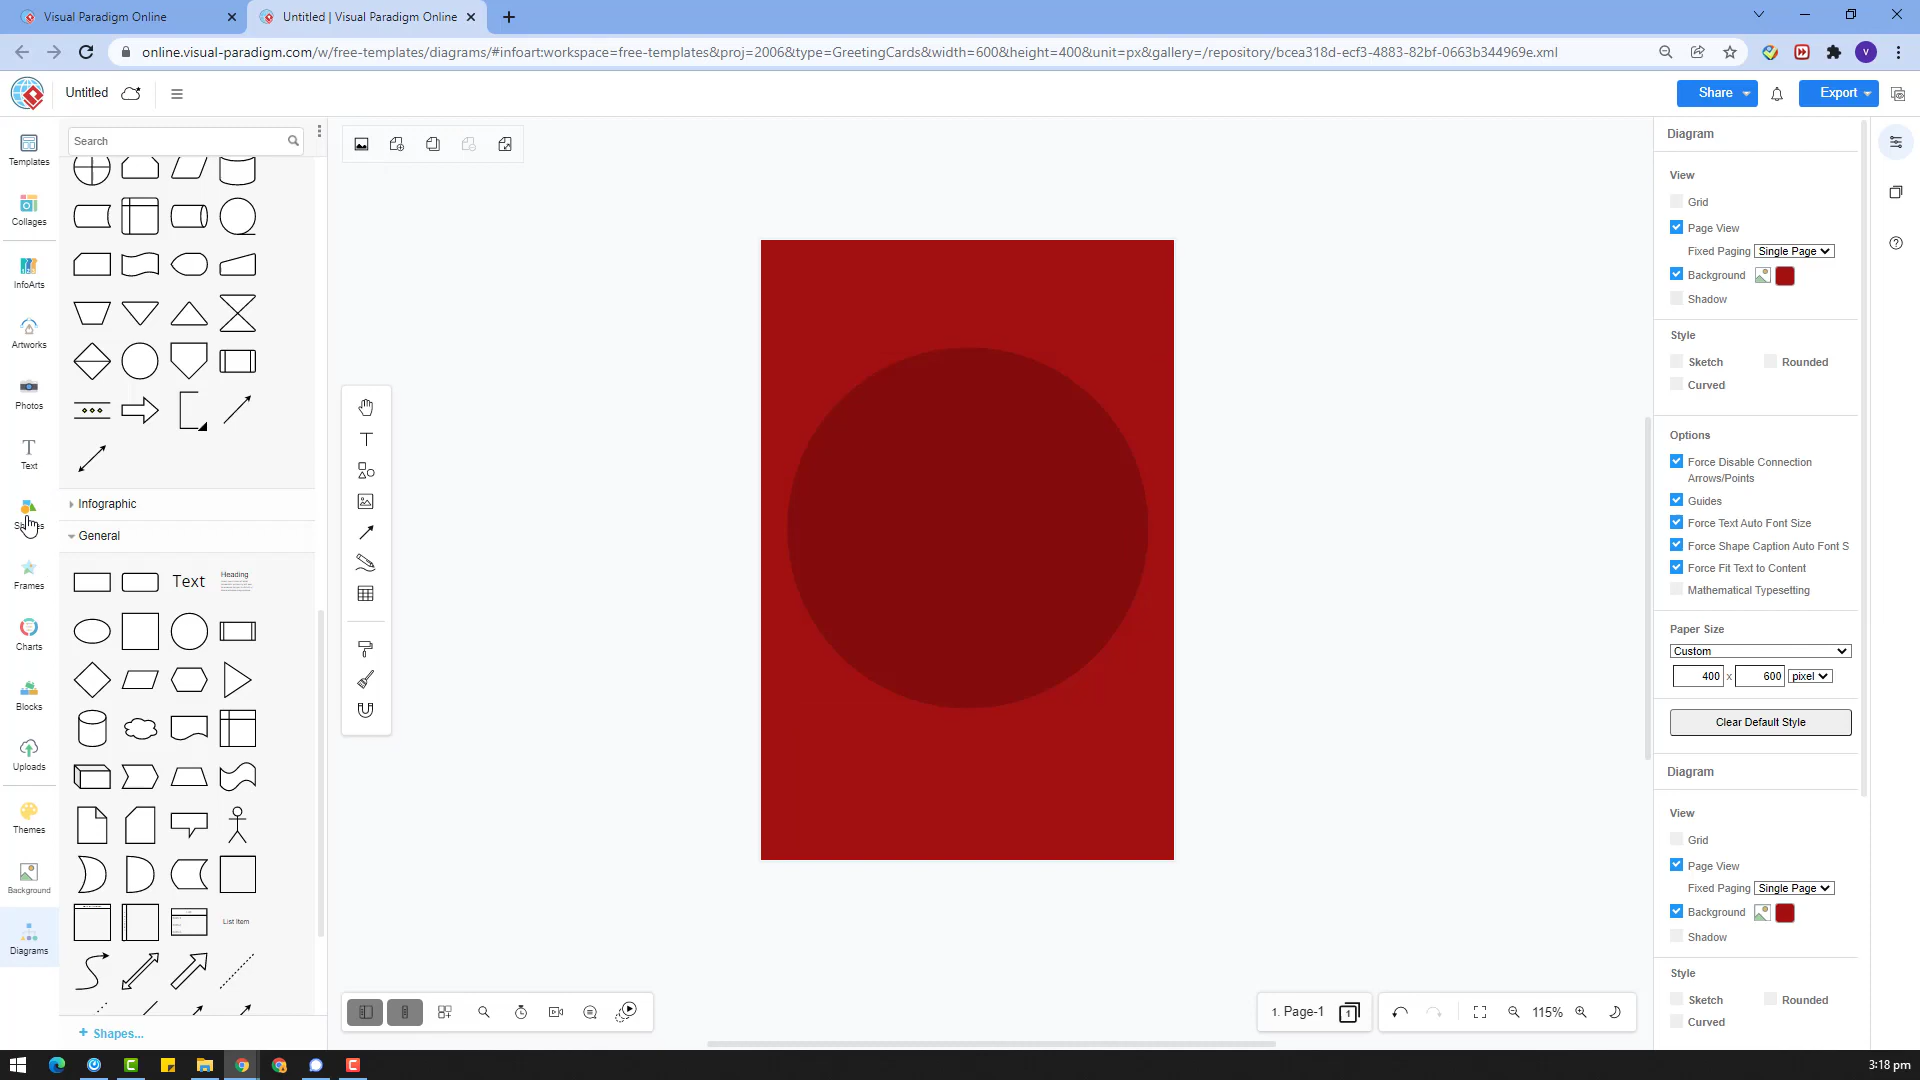 Visual Paradigm Online
Untitled | Visual Paradigm Online
online.visual-paradigm.com/w/free-templates/diagrams/#infoart:workspace=free-templates&proj=2006&type=GreetingCards&width=600&height=400&unit=px&gallery=/repository/bcea318d-ecf3-4883-82bf-0663b344969e.xml
V
Untitled
Share
Export
Search
Templates
Collages
InfoArts
Artworks
Photos
Text
Frames
Charts
Blocks
Uploads
Themes
Background
Diagrams
Infographic
General
Text
Heading
List Item
+ Shapes...
1. Page-1
1
115%
Diagram
View
Grid
Page View
Fixed Paging Single Page
Background
Shadow
Style
Sketch Rounded
Curved
Options
Force Disable Connection
Arrows/Points
Guides
Force Text Auto Font Size
Force Shape Caption Auto Font S
Force Fit Text to Content
Mathematical Typesetting
Paper Size
Custom
400 x 600 pixel
Clear Default Style
Diagram
View
Grid
Page View
Fixed Paging Single Page
Background
Shadow
Style
Sketch Rounded
Curved
3:18 pm